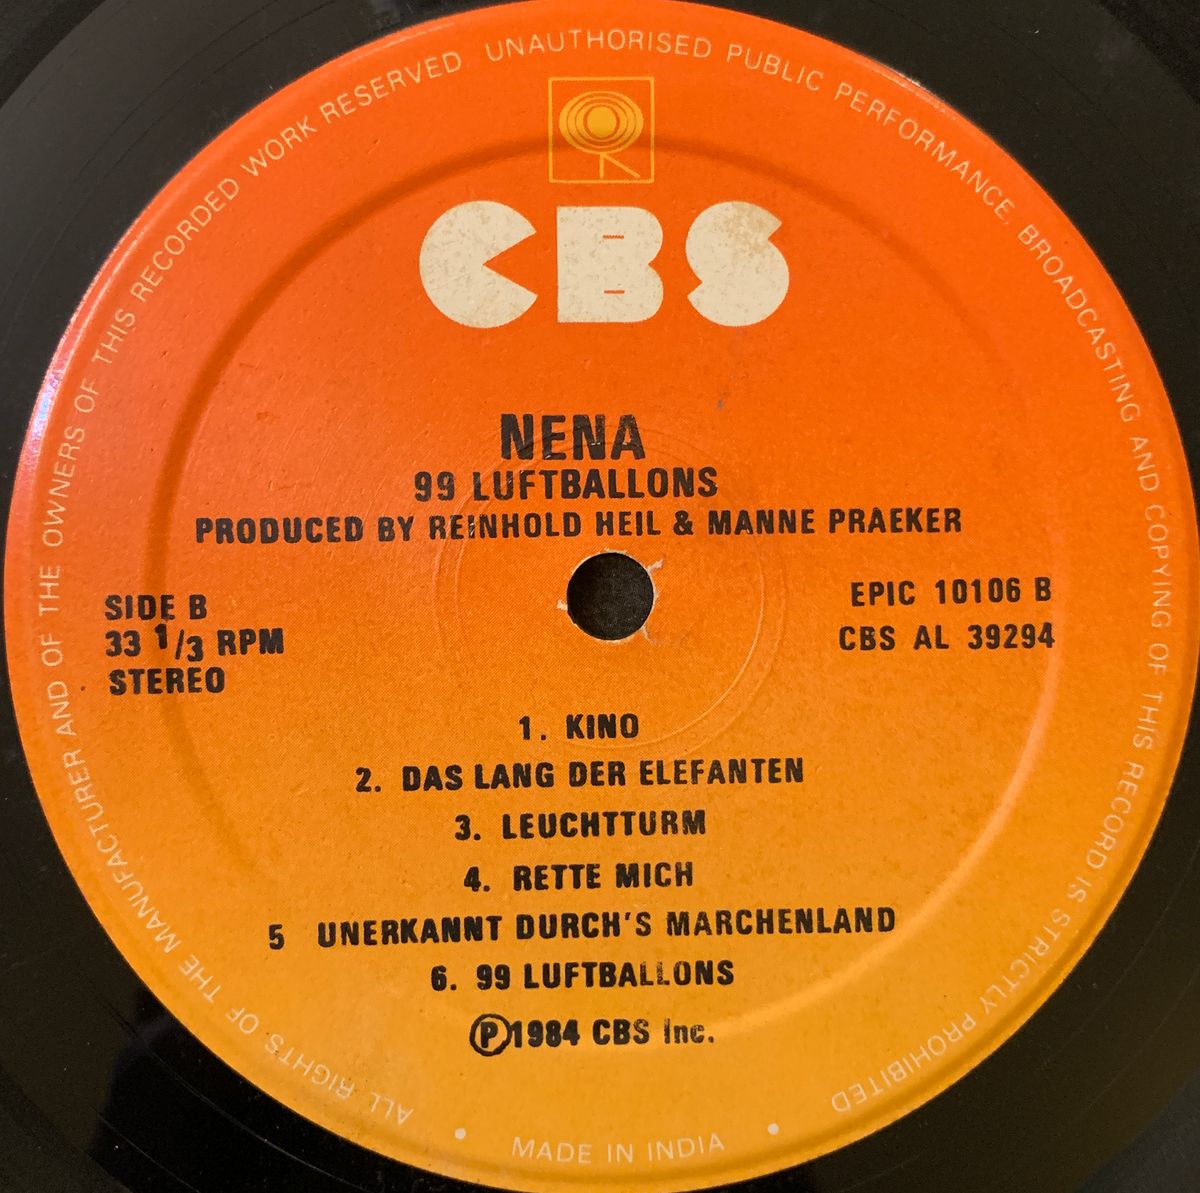 ALL RIGHTS OF THE MANUFACTURER AND OF THE OWNERS OF THIS RECORDED WORK RESERVED. UNAUTHORISED PUBLIC PERFORMANCE, BROADCASTING AND COPYING OF THIS RECORD IS STRICTLY PROHIBITED
CBS
NENA
99 LUFTBALLONS
PRODUCED BY REINHOLD HEIL & MANNE PRAEKER
SIDE B
33 1/3 RPM
STEREO
EPIC 10106 B
CBS AL 39294
1. KINO
2. DAS LANG DER ELEFANTEN
3. LEUCHTTURM
4. RETTE MICH
5 UNERKANNT DURCH'S MARCHENLAND
6. 99 LUFTBALLONS
℗1984 CBS Inc.
• MADE IN INDIA •